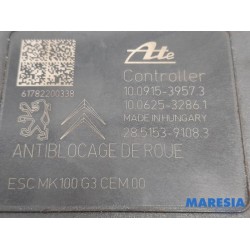 Ate
Controller
61782200338
10.0915-3957.3
10.0625-3286.1
MADE IN HUNGARY
28.5153-9108.3
ANTIBLOCAGE DE ROUE
ESC MK100 G3 CEM 00
MARESIA